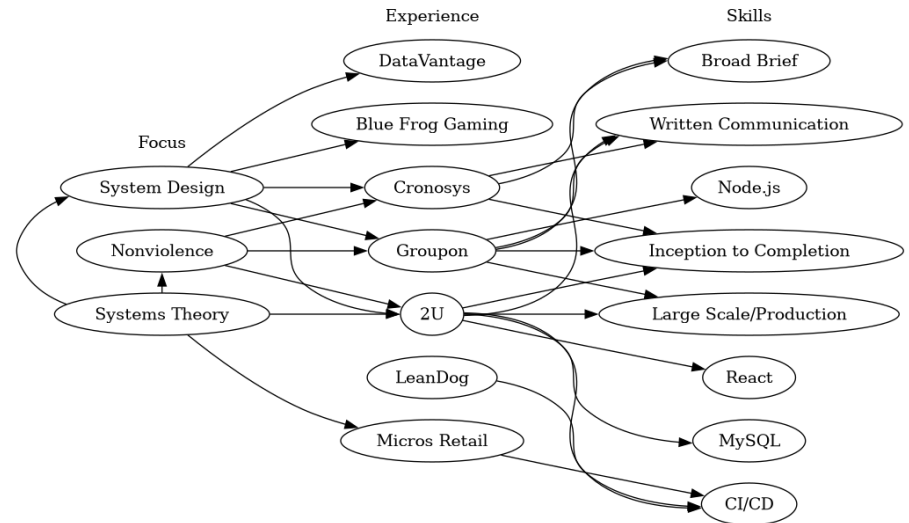 Focus
System Design
Nonviolence
Systems Theory
Experience
DataVantage
Blue Frog Gaming
Cronosys
Groupon
2U
LeanDog
Micros Retail
Skills
Broad Brief
Written Communication
Node.js
Inception to Completion
Large Scale/Production
React
MySQL
CI/CD